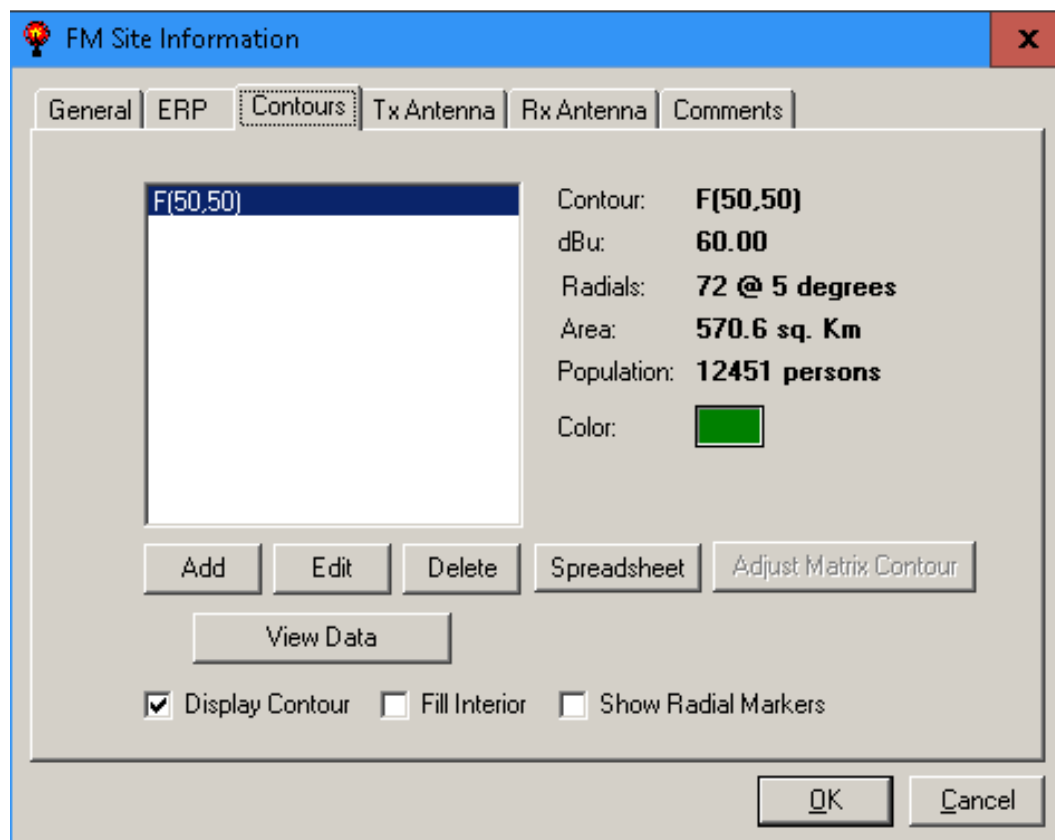 FM Site Information
x
General ERP Contours Tx Antenna Rx Antenna Comments
F(50,50)
Contour: F(50,50)
dBu: 60.00
Radials: 72 @ 5 degrees
Area: 570.6 sq. Km
Population: 12451 persons
Color:
Add Edit Delete Spreadsheet Adjust Matrix Contour
View Data
Display Contour Fill Interior Show Radial Markers
OK Cancel